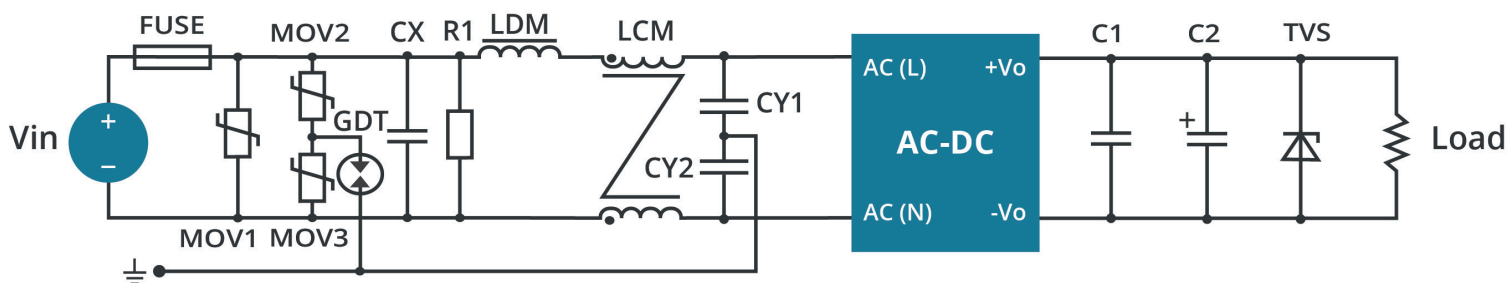 FUSE
MOV2
CX
R1
LDM
LCM
C1
C2
TVS
AC (L)
+Vo
Vin
+
−
GDT
CY1
+
AC-DC
Load
CY2
AC (N)
-Vo
MOV1
MOV3